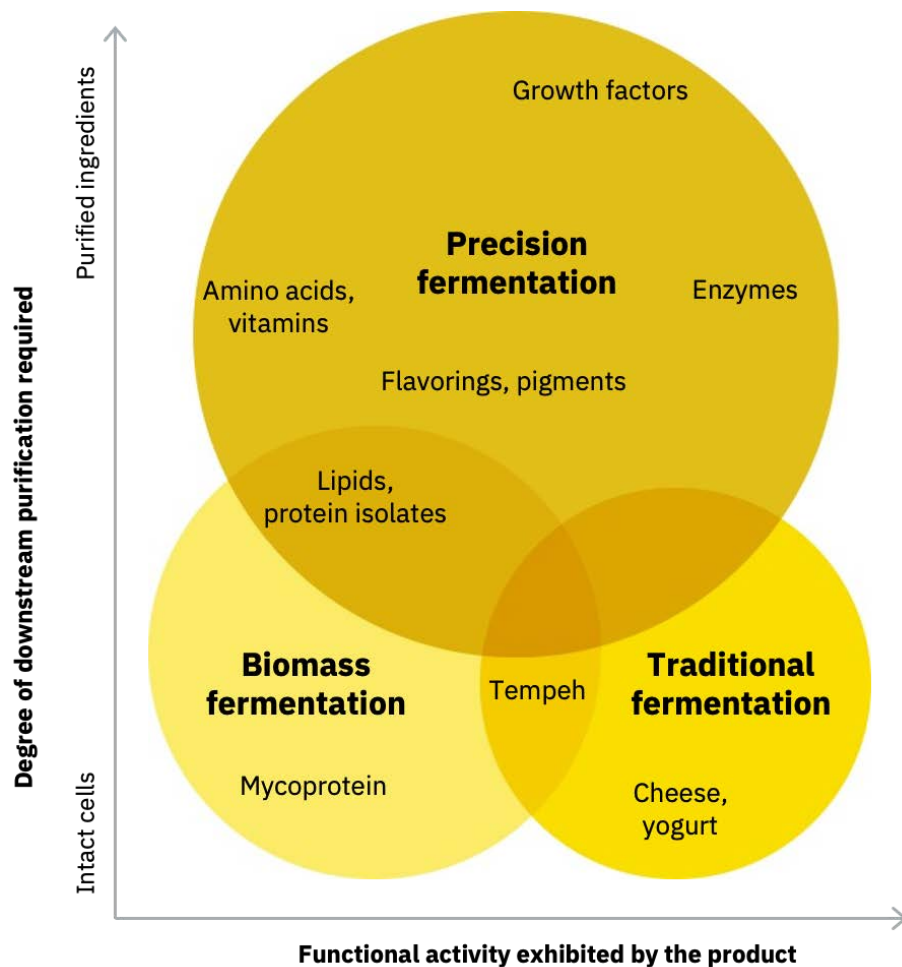 Purified ingredients
Degree of downstream purification required
Intact cells
Growth factors
Precision
fermentation
Amino acids,
vitamins
Enzymes
Flavorings, pigments
Lipids,
protein isolates
Biomass
fermentation
Traditional
fermentation
Tempeh
Mycoprotein
Cheese,
yogurt
Functional activity exhibited by the product